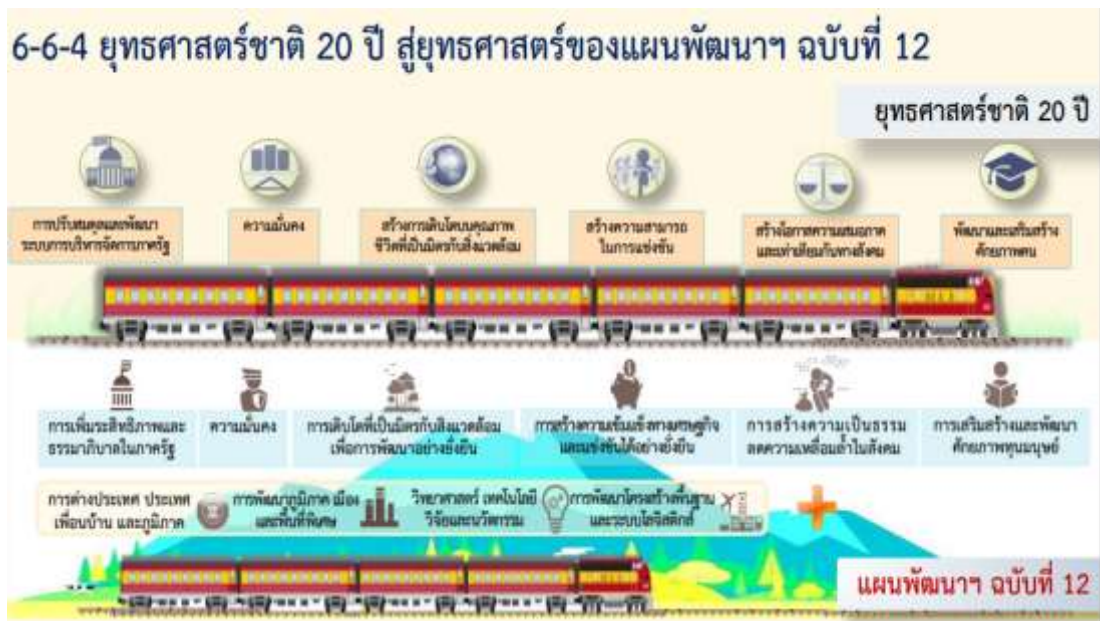 6-6-4 ยุทธศาสตร์ชาติ 20 ปี สู่ยุทธศาสตร์ของแผนพัฒนาฯ ฉบับที่ 12
ยุทธศาสตร์ชาติ 20 ปี
การปรับสมดุลและพัฒนา
ระบบการบริหารจัดการภาครัฐ
ความมั่นคง
สร้างการเติบโตบนคุณภาพ
ชีวิตที่เป็นมิตรกับสิ่งแวดล้อม
สร้างความสามารถ
ในการแข่งขัน
สร้างโอกาสความเสมอภาค
และเท่าเทียมกันทางสังคม
พัฒนาและเสริมสร้าง
ศักยภาพคน
การเพิ่มระสิทธิภาพและ
ธรรมาภิบาลในภาครัฐ
ความมั่นคง
การเติบโตที่เป็นมิตรกับสิ่งแวดล้อม
เพื่อการพัฒนาอย่างยั่งยืน
การสร้างความเข้มแข็งทางเศรษฐกิจ
และแข่งขันได้อย่างยั่งยืน
การสร้างความเป็นธรรม
ลดความเหลื่อมล้ำในสังคม
การเสริมสร้างและพัฒนา
ศักยภาพทุนมนุษย์
การต่างประเทศ ประเทศ
เพื่อนบ้าน และภูมิภาค
การพัฒนาภูมิภาค เมือง
และพื้นที่พิเศษ
วิทยาศาสตร์ เทคโนโลยี
วิจัยและนวัตกรรม
การพัฒนาโครงสร้างพื้นฐาน
และระบบโลจิสติกส์
แผนพัฒนาฯ ฉบับที่ 12